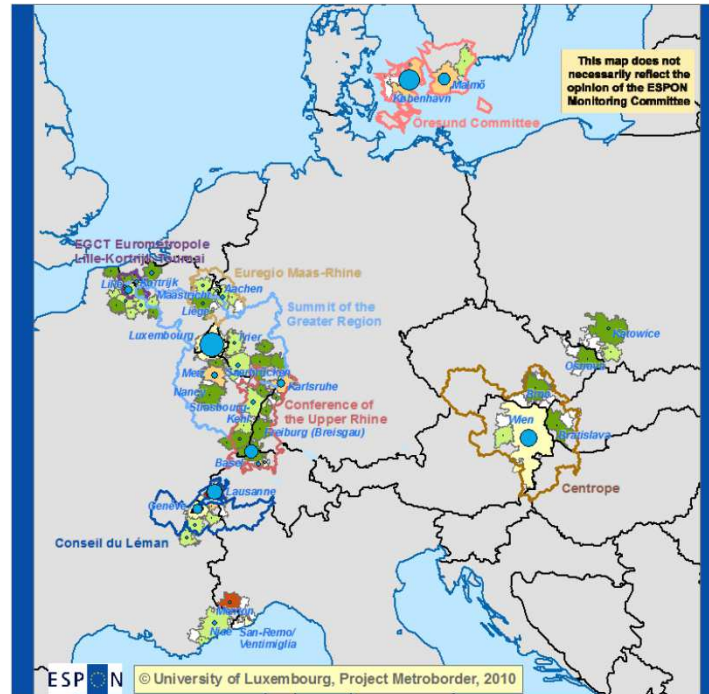 This map does not
necessarily reflect the
opinion of the ESPON
Monitoring Committee
København
Malmö
Öresund Committee
EGCT Eurométropole
Lille-Kortrijk-Tournai
Lille
Kortrijk
Euregio Maas-Rhine
Maastricht
Aachen
Liège
Summit of the
Greater Region
Luxembourg
Trier
Metz
Saarbrücken
Karlsruhe
Nancy
Strasbourg-
Kehl
Conference of
the Upper Rhine
Freiburg (Breisgau)
Basel
Katowice
Ostrava
Brno
Wien
Bratislava
Centrope
Lausanne
Genève
Conseil du Léman
Menton
Nice
San-Remo/
Ventimiglia
ESPON
© University of Luxembourg, Project Metroborder, 2010